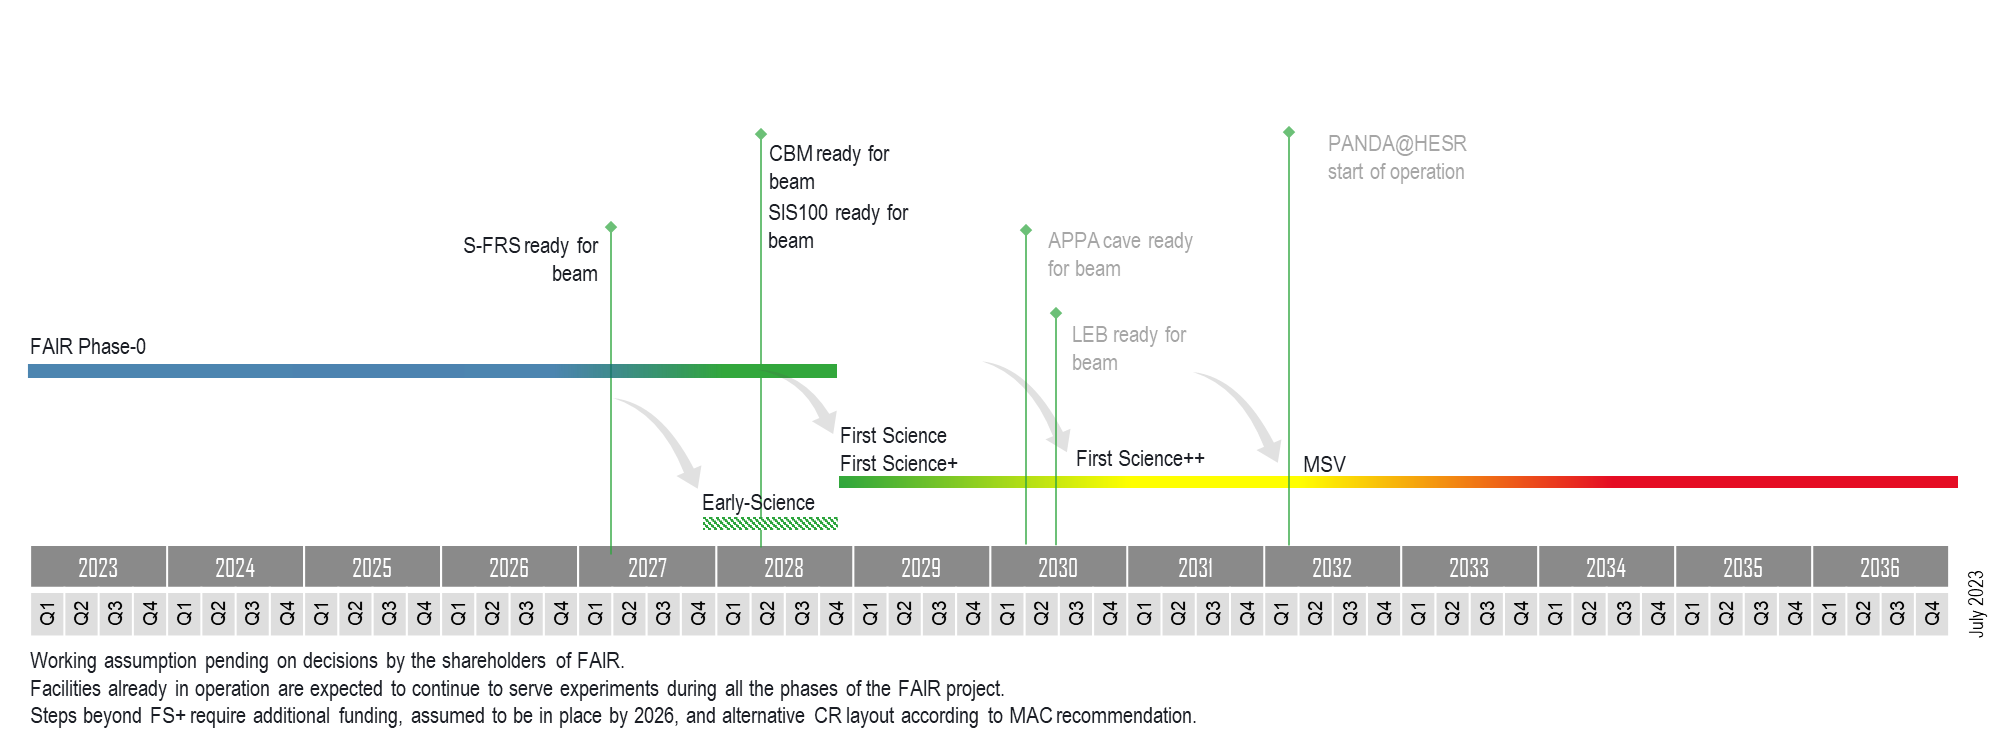 CBM ready for
beam
SIS100 ready for
beam
PANDA@HESR
start of operation
S-FRS ready for
beam
APPA cave ready
for beam
LEB ready for
beam
FAIR Phase-0
First Science
First Science+
First Science++
MSV
Early-Science
2023 2024 2025 2026 2027 2028 2029 2030 2031 2032 2033 2034 2035 2036
Q1 Q2 Q3 Q4 Q1 Q2 Q3 Q4 Q1 Q2 Q3 Q4 Q1 Q2 Q3 Q4 Q1 Q2 Q3 Q4 Q1 Q2 Q3 Q4 Q1 Q2 Q3 Q4 Q1 Q2 Q3 Q4 Q1 Q2 Q3 Q4 Q1 Q2 Q3 Q4 Q1 Q2 Q3 Q4 Q1 Q2 Q3 Q4 Q1 Q2 Q3 Q4 Q1 Q2 Q3 Q4
July 2023
Working assumption pending on decisions by the shareholders of FAIR.
Facilities already in operation are expected to continue to serve experiments during all the phases of the FAIR project.
Steps beyond FS+ require additional funding, assumed to be in place by 2026, and alternative CR layout according to MAC recommendation.